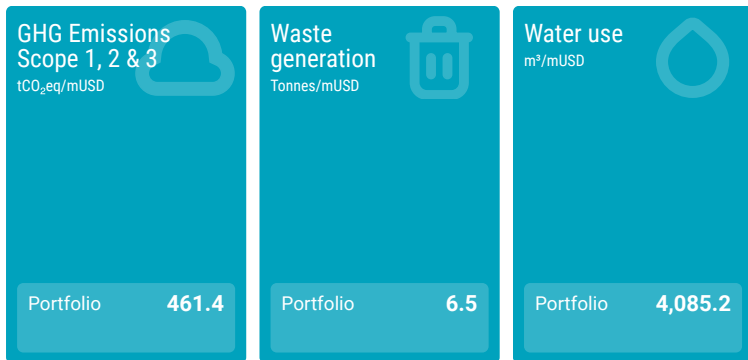 GHG Emissions
Scope 1, 2 & 3
tCO₂eq/mUSD
Portfolio 461.4
Waste
generation
Tonnes/mUSD
Portfolio 6.5
Water use
m³/mUSD
Portfolio 4,085.2